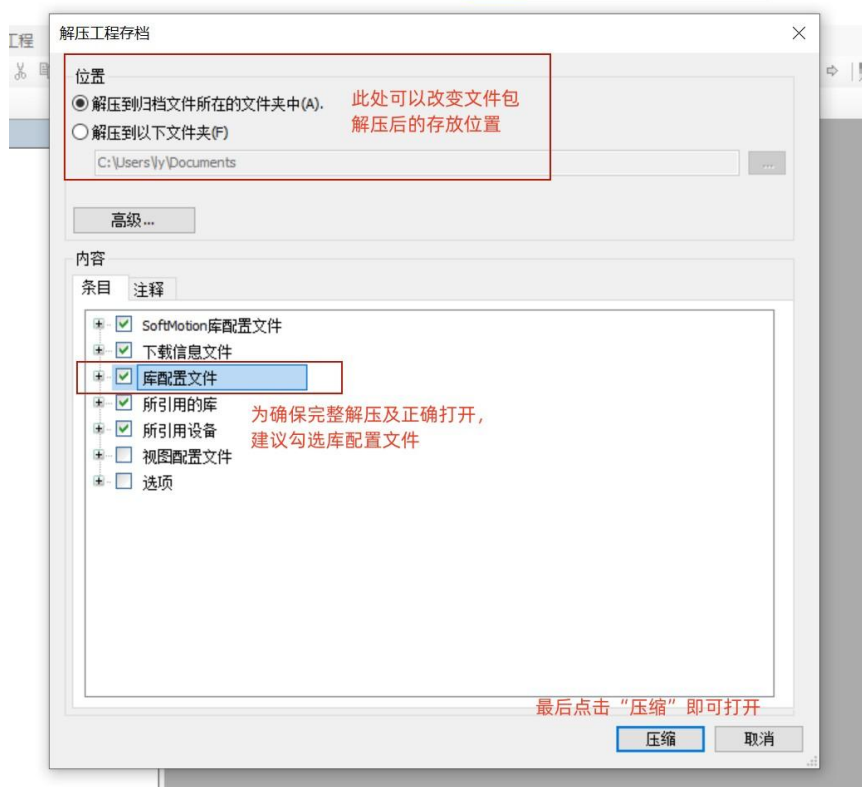 解压工程存档
工程
位置
解压到归档文件所在的文件夹中(A).
此处可以改变文件包
解压后的存放位置
解压到以下文件夹(F)
C:\Users\ly\Documents
...
高级...
内容
条目
注释
SoftMotion库配置文件
下载信息文件
库配置文件
所引用的库
为确保完整解压及正确打开，
建议勾选库配置文件
所引用设备
视图配置文件
选项
最后点击“压缩”即可打开
压缩
取消